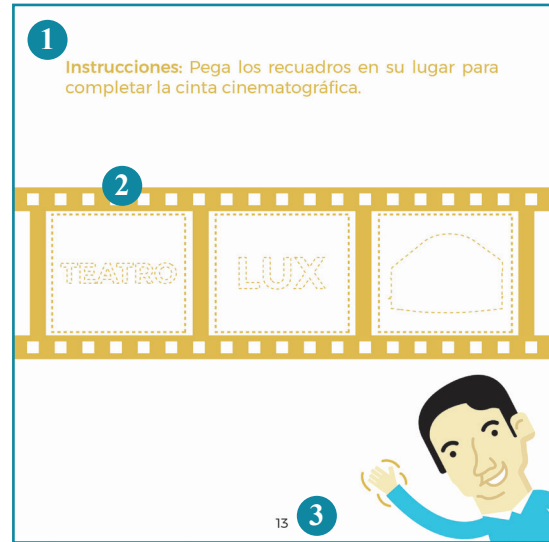 1
Instrucciones: Pega los recuadros en su lugar para
completar la cinta cinematográfica.
2
TEATRO LUX
13 3